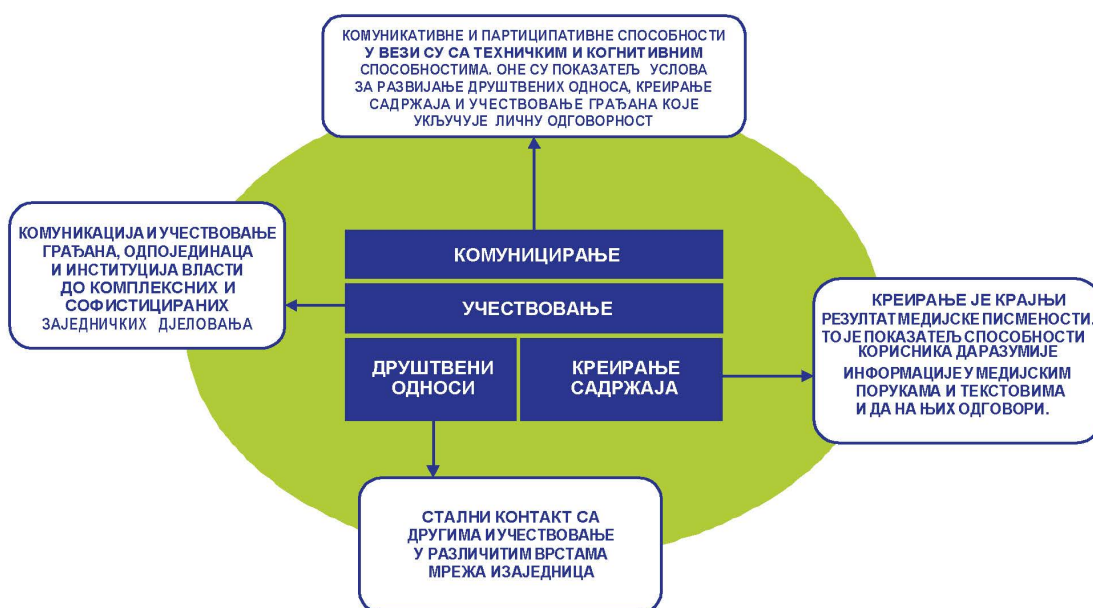 КОМУНИКАТИВНЕ И ПАРТИЦИПАТИВНЕ СПОСОБНОСТИ
У ВЕЗИ СУ СА ТЕХНИЧКИМ И КОГНИТИВНИМ
СПОСОБНОСТИМА. ОНЕ СУ ПОКАЗАТЕЉ УСЛОВА
ЗА РАЗВИЈАЊЕ ДРУШТВЕНИХ ОДНОСА, КРЕИРАЊЕ
САДРЖАЈА И УЧЕСТВОВАЊЕ ГРАЂАНА КОЈЕ
УКЉУЧУЈЕ ЛИЧНУ ОДГОВОРНОСТ
КОМУНИКАЦИЈА И УЧЕСТВОВАЊЕ
ГРАЂАНА, ОДПОЈЕДИНАЦА
И ИНСТИТУЦИЈА ВЛАСТИ
ДО КОМПЛЕКСНИХ И
СОФИСТИЦИРАНИХ
ЗАЈЕДНИЧКИХ ДЈЕЛОВАЊА
КОМУНИЦИРАЊЕ
УЧЕСТВОВАЊЕ
ДРУШТВЕНИ
ОДНОСИ
КРЕИРАЊЕ
САДРЖАЈА
КРЕИРАЊЕ ЈЕ КРАЈЊИ
РЕЗУЛТАТ МЕДИЈСКЕ ПИСМЕНОСТИ.
ТО ЈЕ ПОКАЗАТЕЉ СПОСОБНОСТИ
КОРИСНИКА ДА РАЗУМИЈЕ
ИНФОРМАЦИЈЕ У МЕДИЈСКИМ
ПОРУКАМА И ТЕКСТОВИМА
И ДА НА ЊИХ ОДГОВОРИ.
СТАЛНИ КОНТАКТ СА
ДРУГИМА И УЧЕСТВОВАЊЕ
У РАЗЛИЧИТИМ ВРСТАМА
МРЕЖА ИЗАЈЕДНИЦА